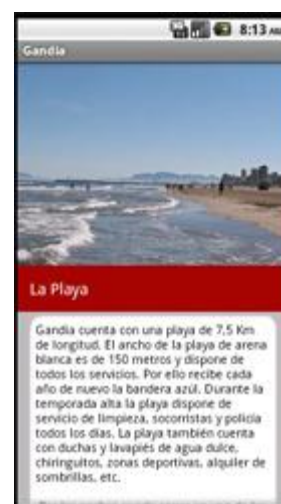 8:13 AM
Gandia
La Playa
Gandia cuenta con una playa de 7,5 Km
de longitud. El ancho de la playa de arena
blanca es de 150 metros y dispone de
todos los servicios. Por ello recibe cada
año de nuevo la bandera azúl. Durante la
temporada alta la playa dispone de
servicio de limpieza, socorristas y policía
todos los días. La playa también cuenta
con duchas y lavapiés de agua dulce,
chiringuitos, zonas deportivas, alquiler de
sombrillas, etc.